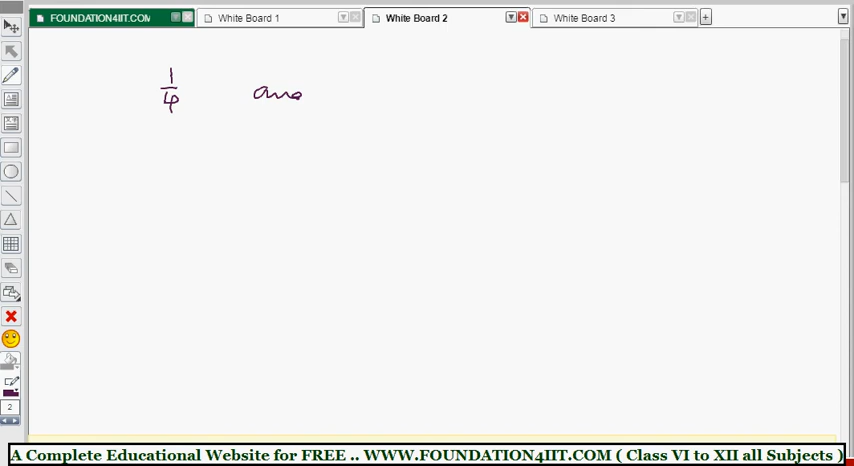 FOUNDATION4IIT.COM White Board 1 White Board 2 White Board 3
1
4 ans
2
A Complete Educational Website for FREE .. WWW.FOUNDATION4IIT.COM ( Class VI to XII all Subjects )